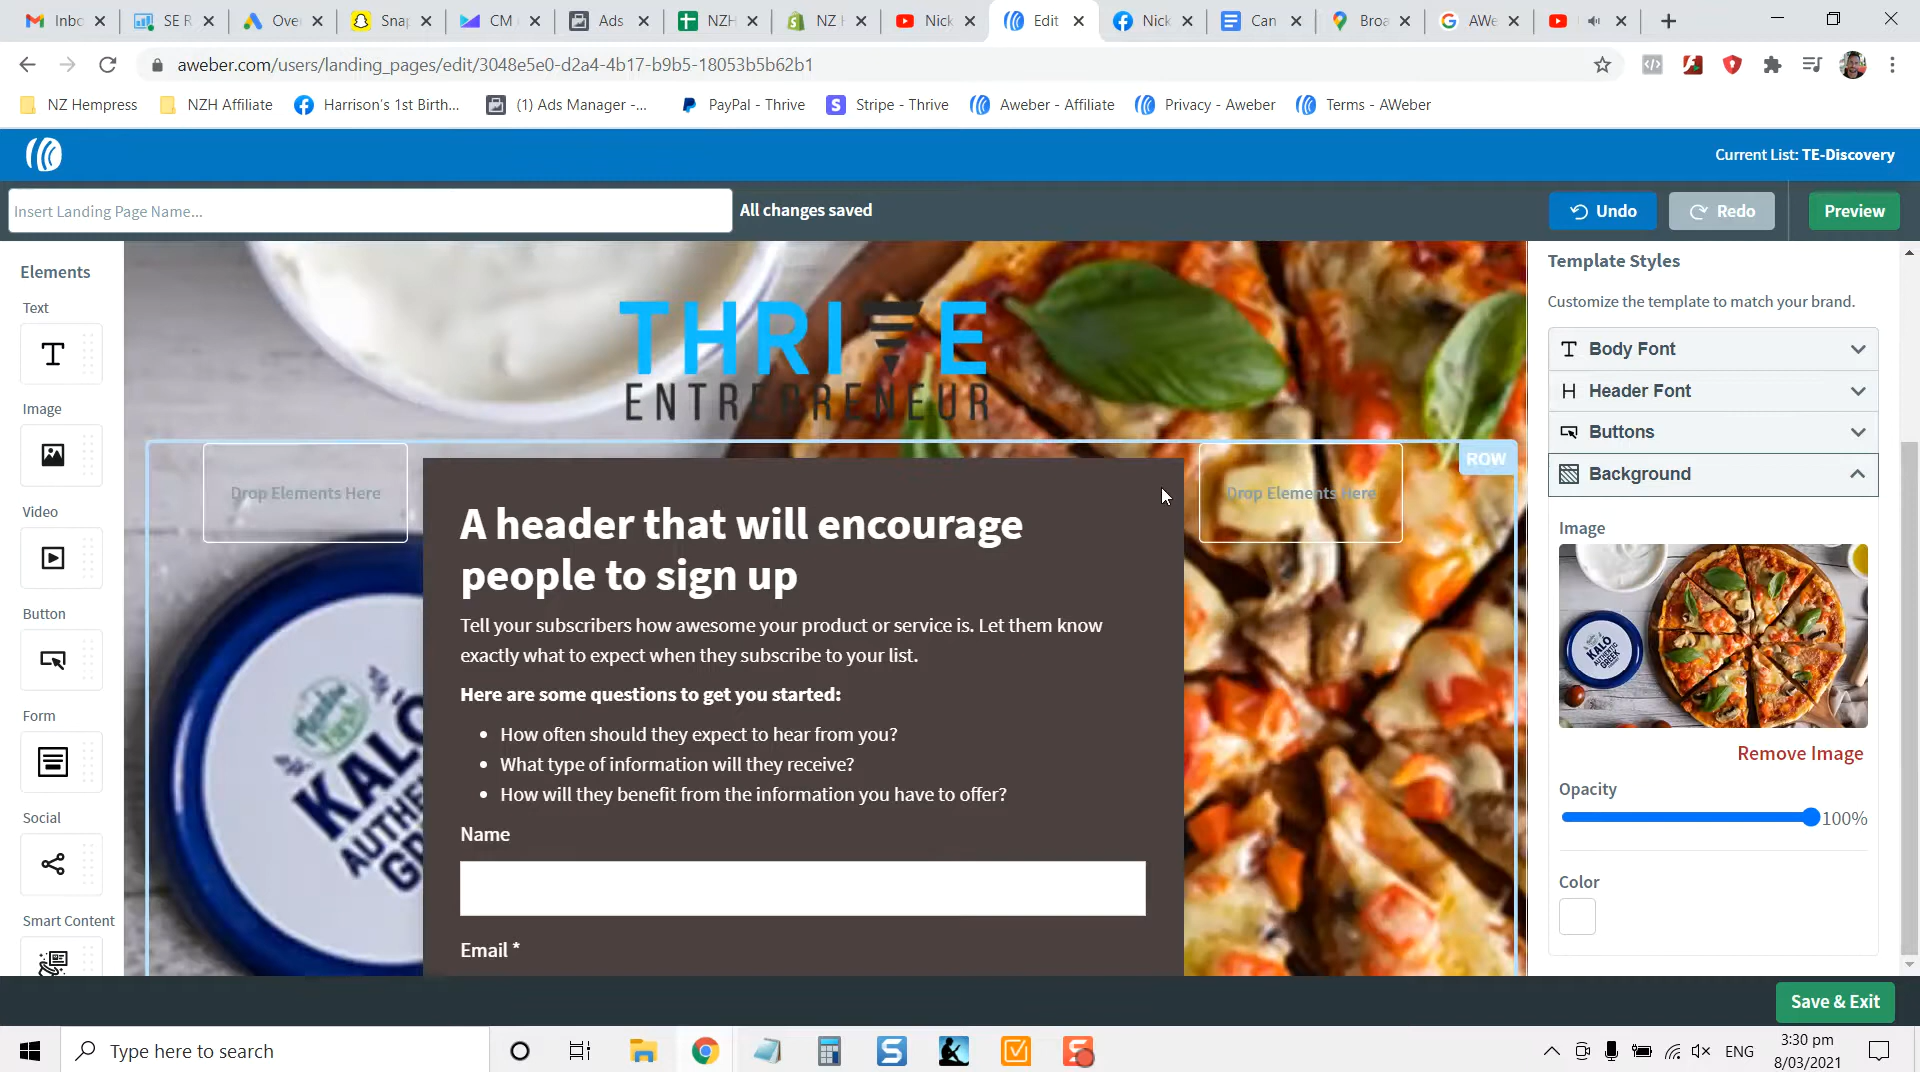 Inbo
SE R
Ove
Snap
CM
Ads
NZH
NZ H
Nick
Edit
Nick
Can
Broa
AWe
aweber.com/users/landing_pages/edit/3048e5e0-d2a4-4b17-b9b5-18053b5b62b1
NZ Hempress
NZH Affiliate
Harrison's 1st Birth...
(1) Ads Manager -...
PayPal - Thrive
Stripe - Thrive
Aweber - Affiliate
Privacy - Aweber
Terms - AWeber
Current List: TE-Discovery
Insert Landing Page Name...
All changes saved
Undo
Redo
Preview
Elements
Text
Image
Video
Button
Form
Social
Smart Content
THRIVE
ENTREPRENEUR
ROW
Drop Elements Here
Drop Elements Here
A header that will encourage
people to sign up
Tell your subscribers how awesome your product or service is. Let them know
exactly what to expect when they subscribe to your list.
Here are some questions to get you started:
• How often should they expect to hear from you?
• What type of information will they receive?
• How will they benefit from the information you have to offer?
Name
Email *
KALO
AUTHE
GR
Template Styles
Customize the template to match your brand.
Body Font
Header Font
Buttons
Background
Image
KALO
AUTHENTIC
GREEK
Remove Image
Opacity
100%
Color
Save & Exit
Type here to search
ENG
3:30 pm
8/03/2021